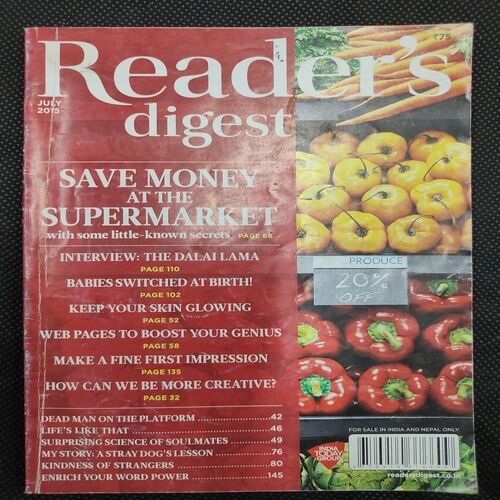 ₹75
Reader's
JULY
2015
digest
SAVE MONEY
AT THE
SUPERMARKET
with some little-known secrets PAGE 68
INTERVIEW: THE DALAI LAMA
PAGE 110
BABIES SWITCHED AT BIRTH!
PAGE 102
KEEP YOUR SKIN GLOWING
PAGE 52
WEB PAGES TO BOOST YOUR GENIUS
PAGE 58
MAKE A FINE FIRST IMPRESSION
PAGE 135
HOW CAN WE BE MORE CREATIVE?
PAGE 32
DEAD MAN ON THE PLATFORM ....................42
LIFE'S LIKE THAT ...........................................46
SURPRISING SCIENCE OF SOULMATES ..........49
MY STORY: A STRAY DOG'S LESSON ..............76
KINDNESS OF STRANGERS ..........................80
ENRICH YOUR WORD POWER .....................145
PRODUCE
20%
OFF
FOR SALE IN INDIA AND NEPAL ONLY
INDIA
TODAY
GROUP
readersdigest.co.in